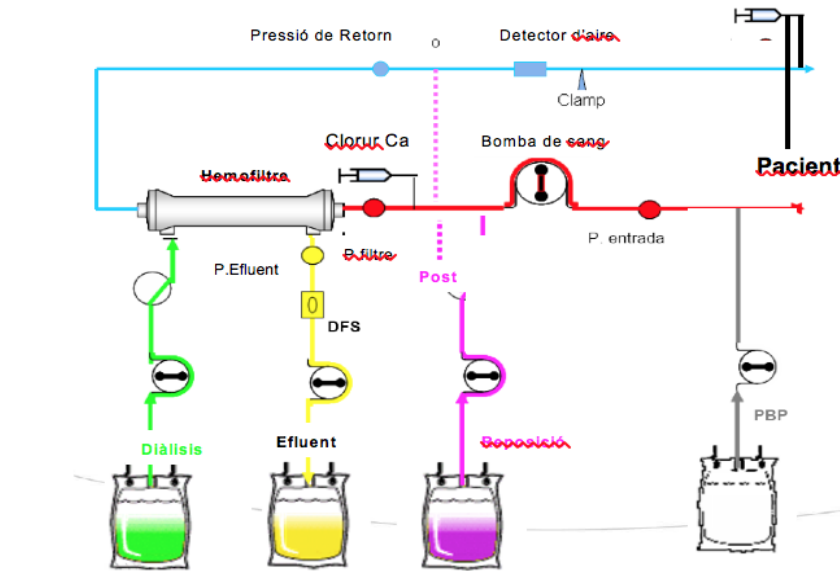 Pressió de Retorn
Detector d'aire
Clamp
Clorur Ca
Bomba de sang
Pacient
Hemofiltre
P. entrada
P.Efluent
P.filtre
Post
DFS
PBP
Diàlisis
Efluent
Reposició